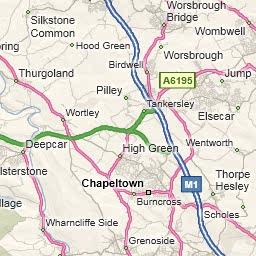 Silkstone
Common
Worsbrough
Bridge
Wombwell
Hood Green
Worsbrough
Birdwell
Thurgoland
A6195
Jump
Pilley
Tankersley
Elsecar
Wortley
Deepcar
High Green
Wentworth
Chapeltown
M1
Thorpe
Hesley
Burncross
Scholes
Wharncliffe Side
Grenoside